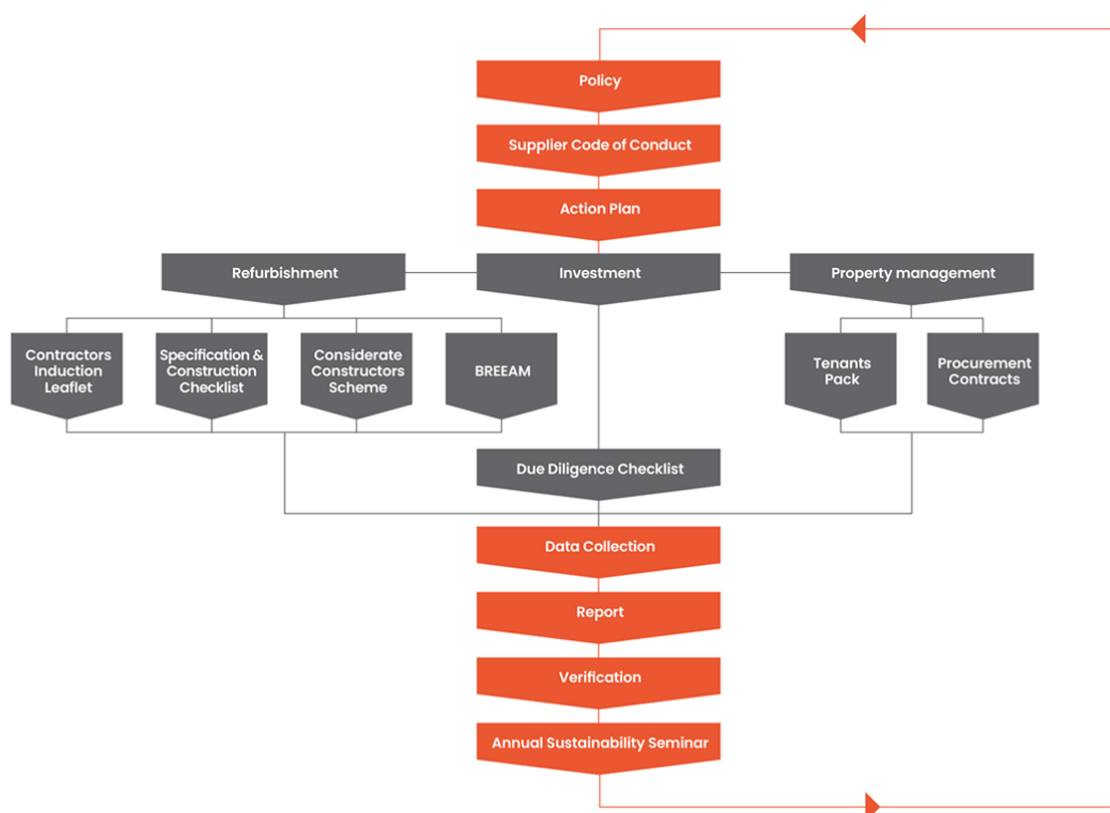 Policy
Supplier Code of Conduct
Action Plan
Refurbishment
Investment
Property management
Contractors
Induction
Leaflet
Specification &
Construction
Checklist
Considerate
Constructors
Scheme
BREEAM
Tenants
Pack
Procurement
Contracts
Due Diligence Checklist
Data Collection
Report
Verification
Annual Sustainability Seminar